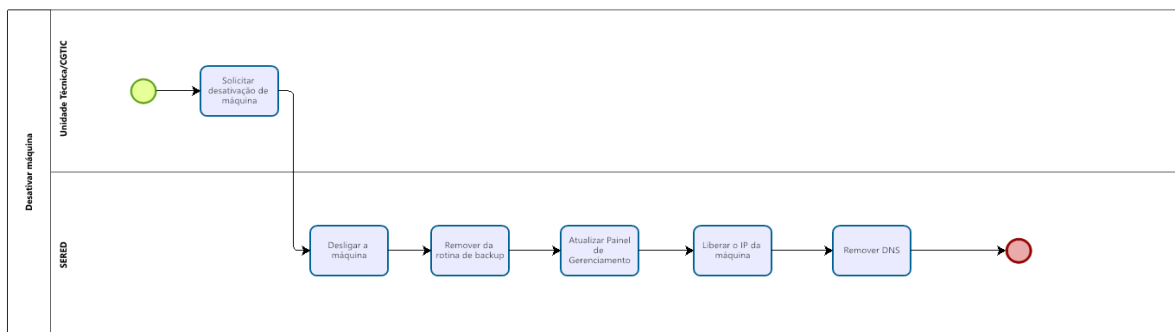 Desativar máquina
Unidade Técnica/CGTIC
Solicitar
desativação de
máquina
SERED
Desligar a
máquina
Remover da
rotina de backup
Atualizar Painel
de
Gerenciamento
Liberar o IP da
máquina
Remover DNS